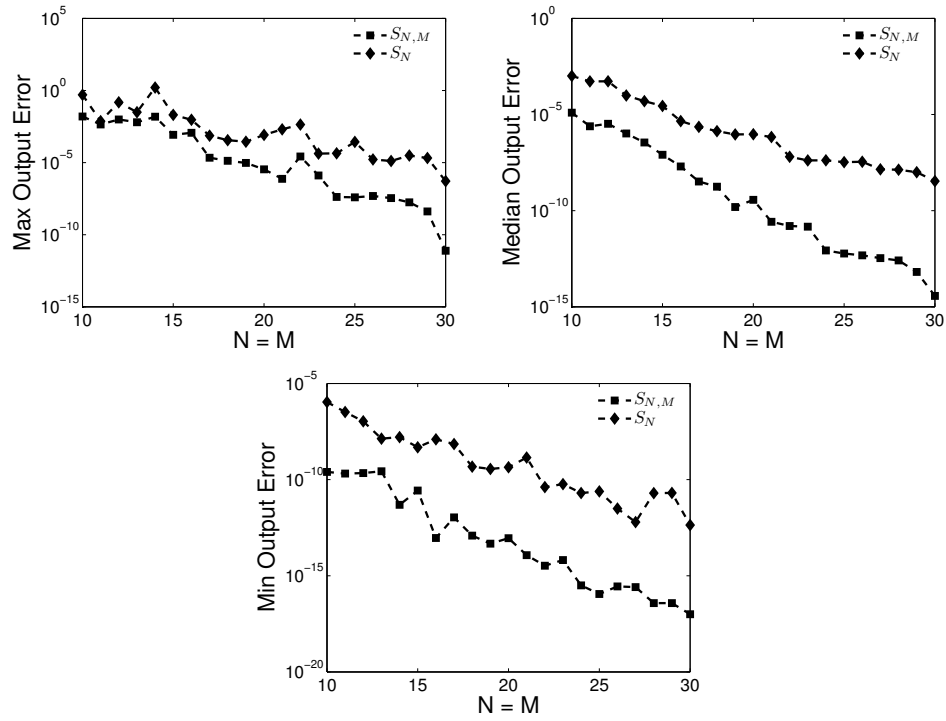 10^5
10^0
10^−5
10^−10
10^−15
Max Output Error
S_{N,M}
S_N
10 15 20 25 30
N = M
10^0
10^−5
10^−10
10^−15
Median Output Error
S_{N,M}
S_N
10 15 20 25 30
N = M
10^−5
10^−10
10^−15
10^−20
Min Output Error
S_{N,M}
S_N
10 15 20 25 30
N = M